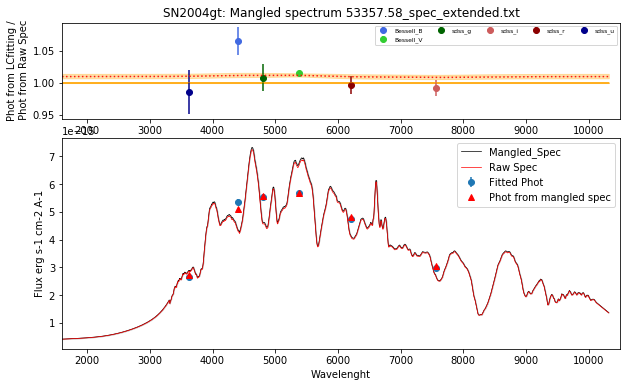 SN2004gt: Mangled spectrum 53357.58_spec_extended.txt
Phot from LCfitting /
Phot from Raw Spec
1.05
1.00
0.95
Bessell_B
Bessell_V
sdss_g
sdss_i
sdss_r
sdss_u
2000 3000 4000 5000 6000 7000 8000 9000 10000
1e−15
Flux erg s-1 cm-2 A-1
7
6
5
4
3
2
1
Mangled_Spec
Raw Spec
Fitted Phot
Phot from mangled spec
2000 3000 4000 5000 6000 7000 8000 9000 10000
Wavelenght